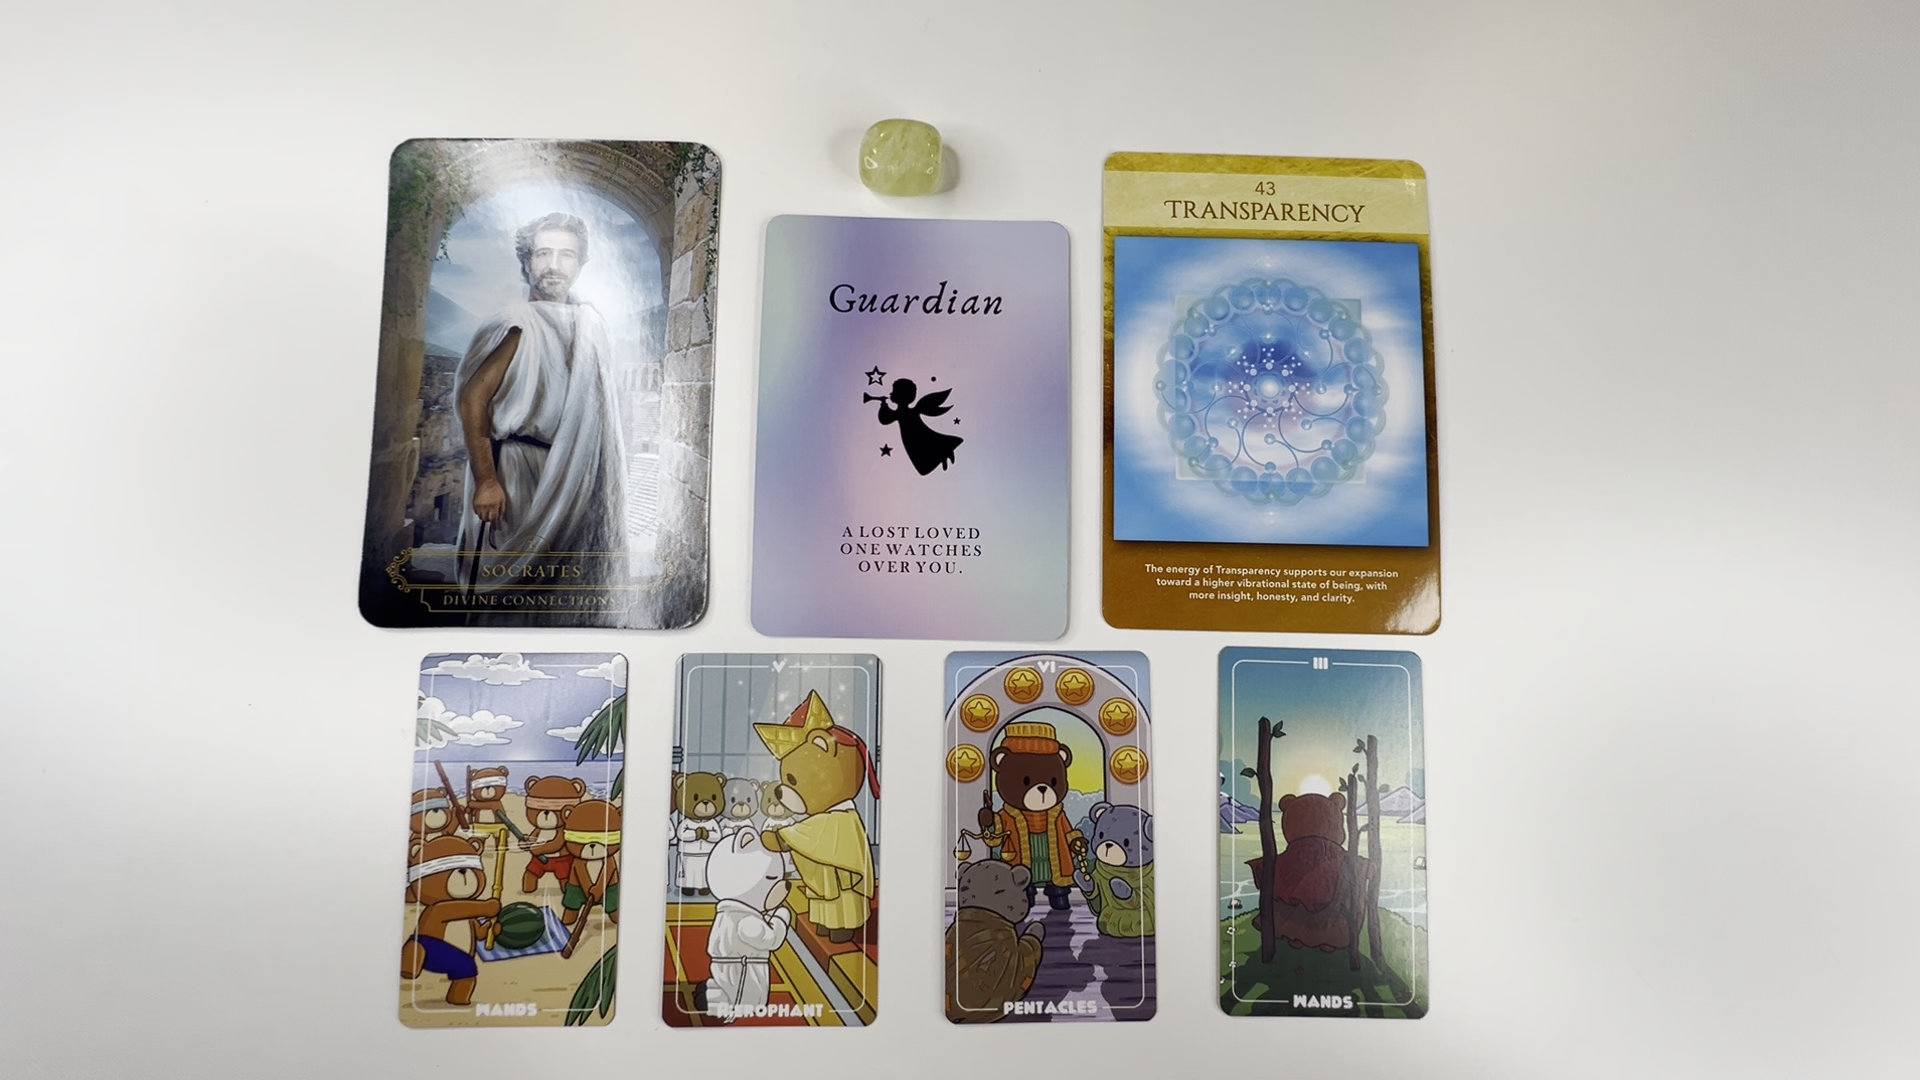 SOCRATES
DIVINE CONNECTIONS
Guardian
A LOST LOVED
ONE WATCHES
OVER YOU.
43
TRANSPARENCY
The energy of Transparency supports our expansion
toward a higher vibrational state of being, with
more insight, honesty, and clarity.
WANDS
V
HIEROPHANT
VI
PENTACLES
III
WANDS